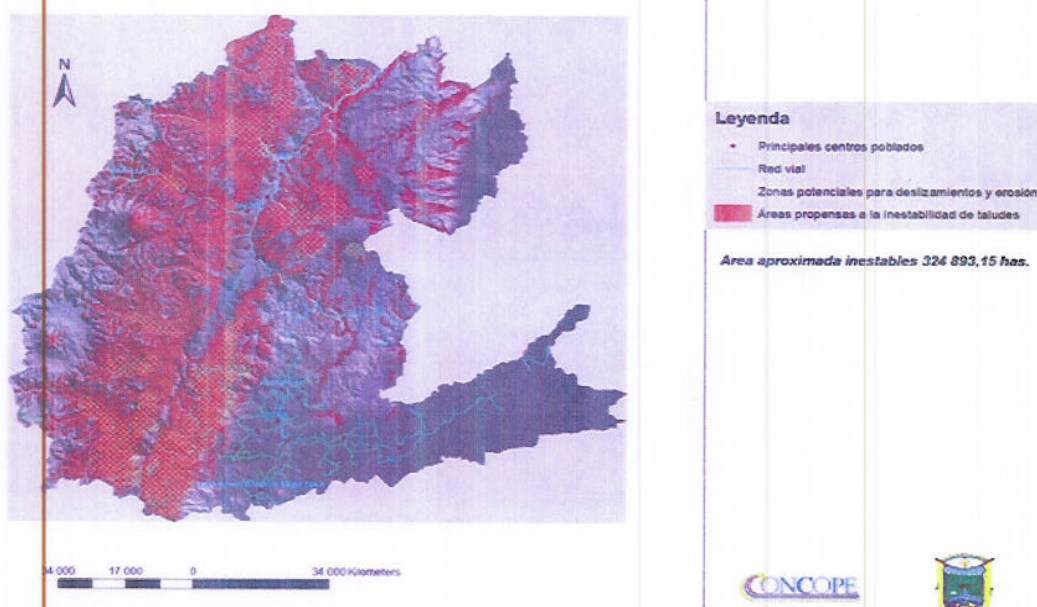 N
Leyenda
Principales centros poblados
Red vial
Zonas potenciales para deslizamientos y erosión
Áreas propensas a la inestabilidad de taludes
Area aproximada inestables 324 893,15 has.
34 000 17 000 0 34 000 Kilometers
CONCOPE